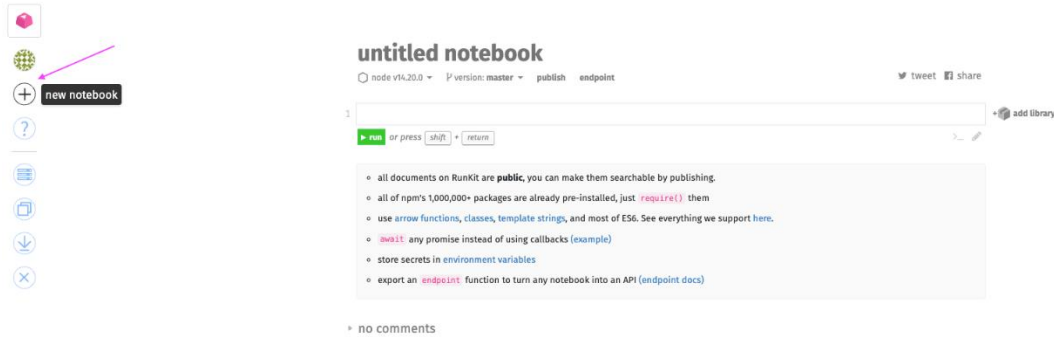 untitled notebook
node v14.20.0 version: master publish endpoint
tweet share
new notebook
1
+ add library
run or press shift + return
>_
?
all documents on RunKit are public, you can make them searchable by publishing.
all of npm's 1,000,000+ packages are already pre-installed, just require() them
use arrow functions, classes, template strings, and most of ES6. See everything we support here.
await any promise instead of using callbacks (example)
store secrets in environment variables
export an endpoint function to turn any notebook into an API (endpoint docs)
no comments